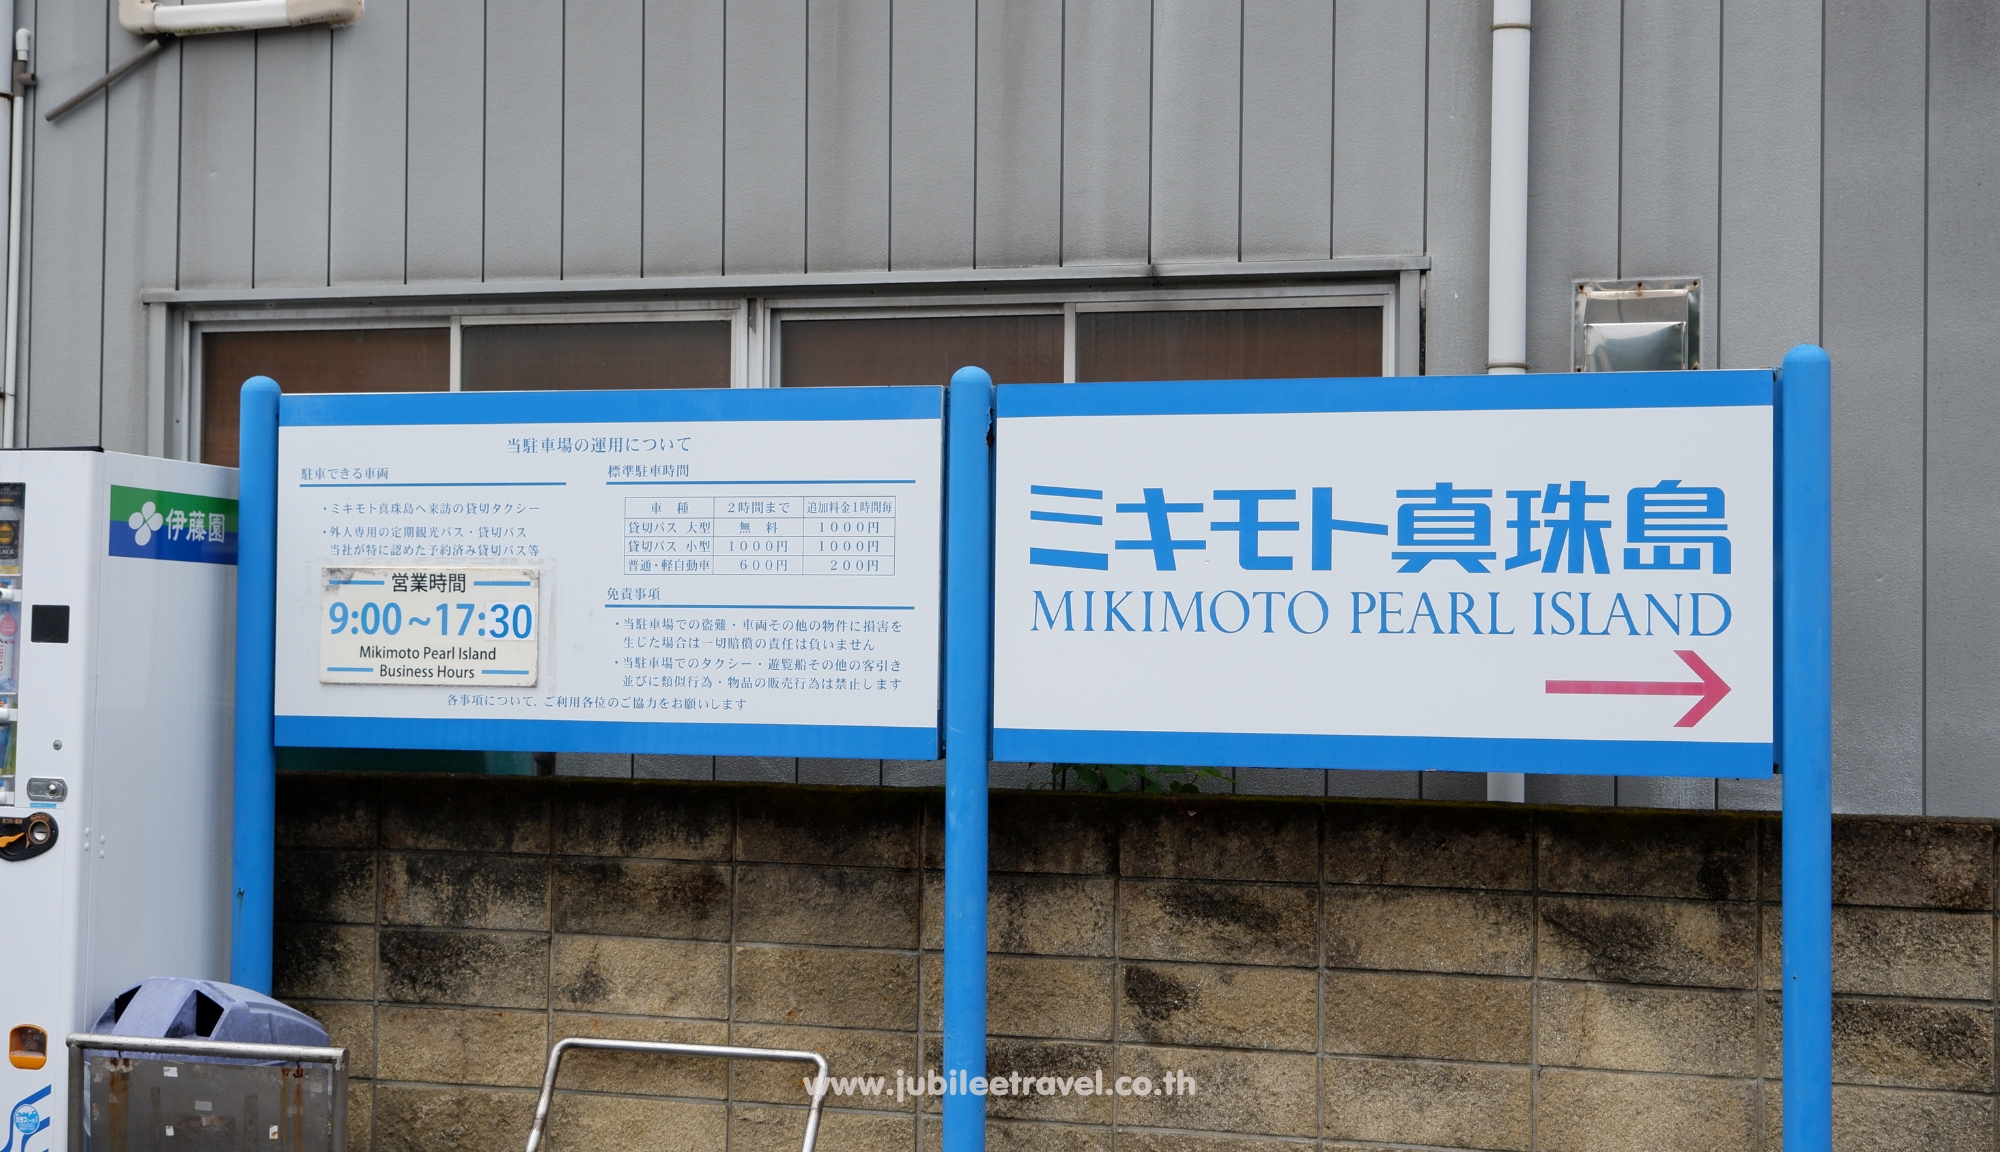 伊藤園
当駐車場の運用について
駐車できる車両
・ミキモト真珠島へ来訪の貸切タクシー
・外人専用の定期観光バス・貸切バス
当社が特に認めた予約済み貸切バス等
営業時間
9:00~17:30
Mikimoto Pearl Island
Business Hours
標準駐車時間
車 種 2時間まで 追加料金1時間毎
貸切バス 大型 無 料 1000円
貸切バス 小型 1000円 1000円
普通・軽自動車 600円 200円
免責事項
・当駐車場での盗難・車両その他の物件に損害を
生じた場合は一切賠償の責任は負いません
・当駐車場でのタクシー・遊覧船その他の客引き
並びに類似行為・物品の販売行為は禁止します
各事項について、ご利用各位のご協力をお願いします
ミキモト真珠島
MIKIMOTO PEARL ISLAND
www.jubileetravel.co.th